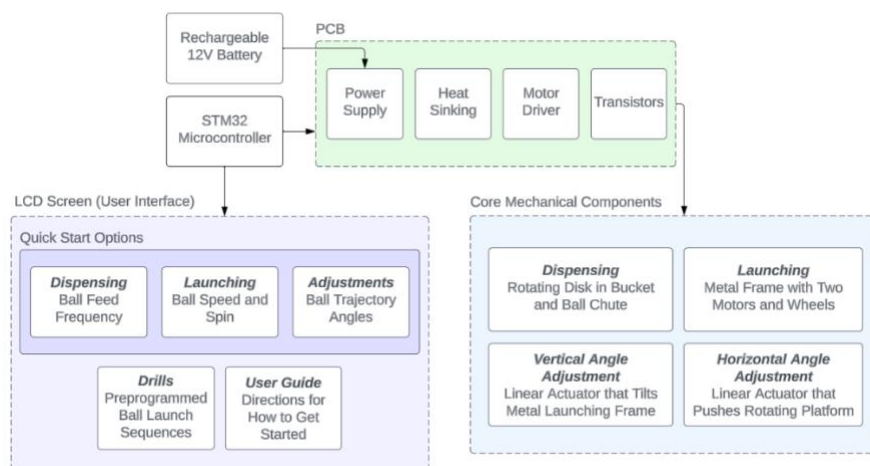 Rechargeable
12V Battery
PCB
Power
Supply
Heat
Sinking
Motor
Driver
Transistors
STM32
Microcontroller
LCD Screen (User Interface)
Quick Start Options
Dispensing
Ball Feed
Frequency
Launching
Ball Speed and
Spin
Adjustments
Ball Trajectory
Angles
Drills
Preprogrammed
Ball Launch
Sequences
User Guide
Directions for
How to Get
Started
Core Mechanical Components
Dispensing
Rotating Disk in Bucket
and Ball Chute
Launching
Metal Frame with Two
Motors and Wheels
Vertical Angle
Adjustment
Linear Actuator that Tilts
Metal Launching Frame
Horizontal Angle
Adjustment
Linear Actuator that
Pushes Rotating Platform